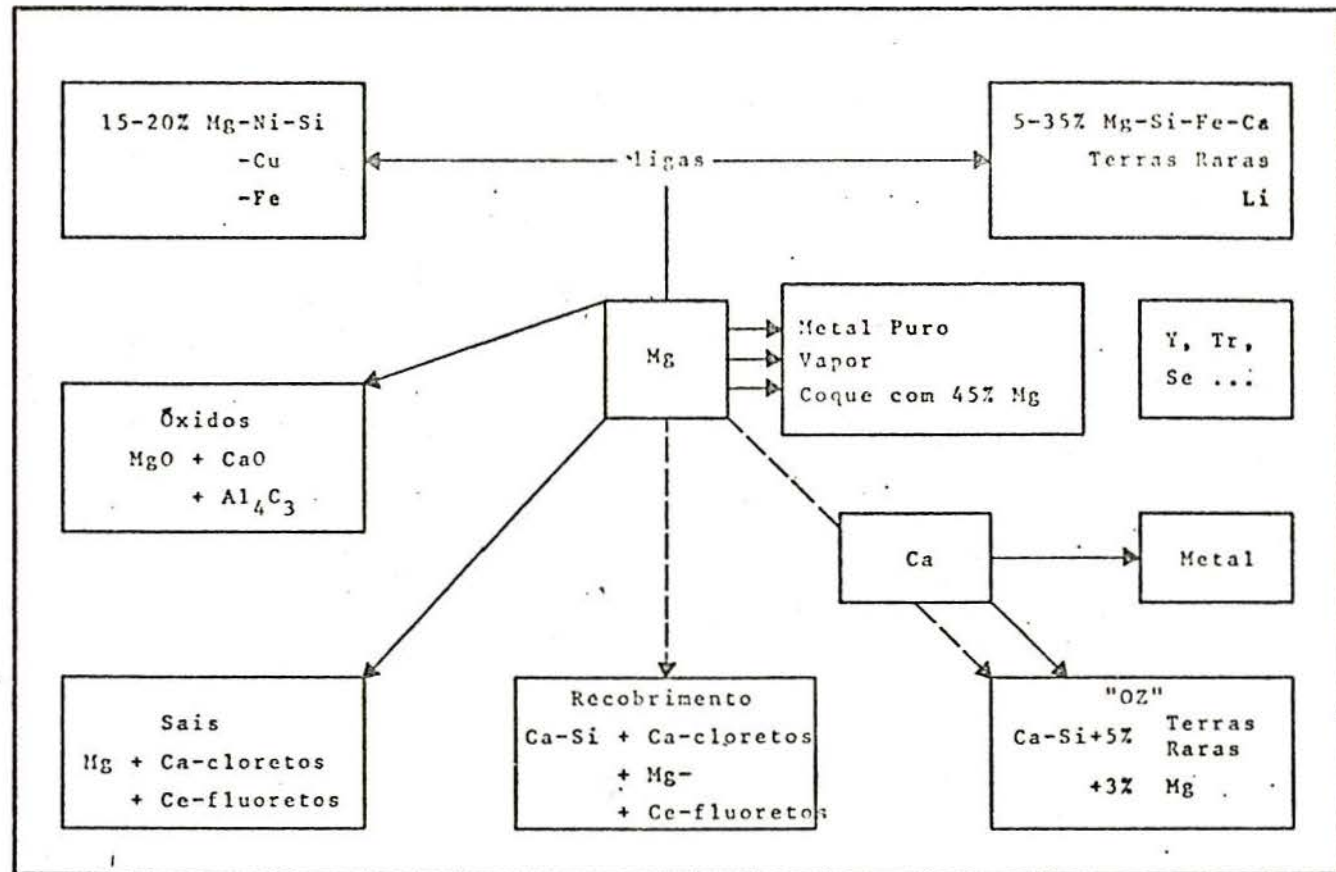 15-20% Mg-Ni-Si
-Cu
-Fe
Ligas
5-35% Mg-Si-Fe-Ca
Terras Raras
Li
Mg
Metal Puro
Vapor
Coque com 45% Mg
Y, Tr,
Se ...
Óxidos
MgO + CaO
+ Al₄C₃
Ca
Metal
Sais
Mg + Ca-cloretos
+ Ce-fluoretos
Recobrimento
Ca-Si + Ca-cloretos
+ Mg-
+ Ce-fluoretos
"OZ"
Ca-Si+5% Terras
Raras
+3% Mg